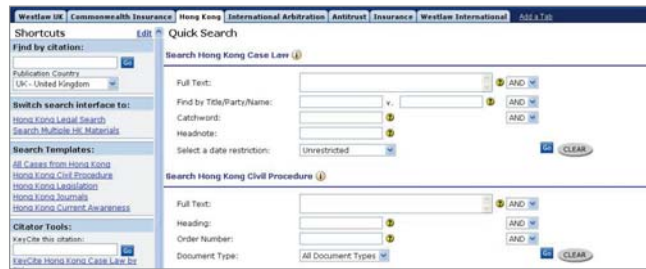 Westlaw UK Commonwealth Insurance Hong Kong International Arbitration Antitrust Insurance Westlaw International Add a Tab
Shortcuts Edit
Find by citation:
Go
Publication Country
UK - United Kingdom
Switch search interface to:
Hong Kong Legal Search
Search Multiple HK Materials
Search Templates:
All Cases from Hong Kong
Hong Kong Civil Procedure
Hong Kong Legislation
Hong Kong Journals
Hong Kong Current Awareness
Citator Tools:
KeyCite this citation:
Go
KeyCite Hong Kong Case Law by
Quick Search
Search Hong Kong Case Law
Full Text: AND
Find by Title/Party/Name: v. AND
Catchword: AND
Headnote:
Select a date restriction: Unrestricted Go CLEAR
Search Hong Kong Civil Procedure
Full Text: AND
Heading: AND
Order Number: AND
Document Type: All Document Types Go CLEAR